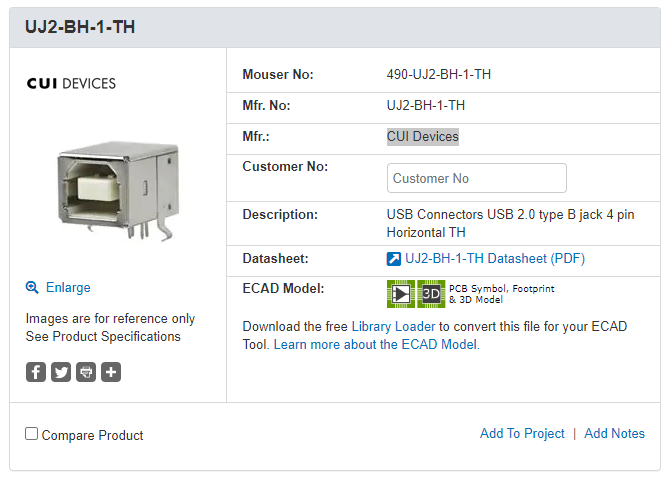 UJ2-BH-1-TH
CUI DEVICES
Enlarge
Images are for reference only
See Product Specifications
Mouser No: 490-UJ2-BH-1-TH
Mfr. No: UJ2-BH-1-TH
Mfr.: CUI Devices
Customer No: Customer No
Description: USB Connectors USB 2.0 type B jack 4 pin
Horizontal TH
Datasheet: UJ2-BH-1-TH Datasheet (PDF)
ECAD Model: 3D PCB Symbol, Footprint
& 3D Model
Download the free Library Loader to convert this file for your ECAD
Tool. Learn more about the ECAD Model.
Compare Product
Add To Project | Add Notes